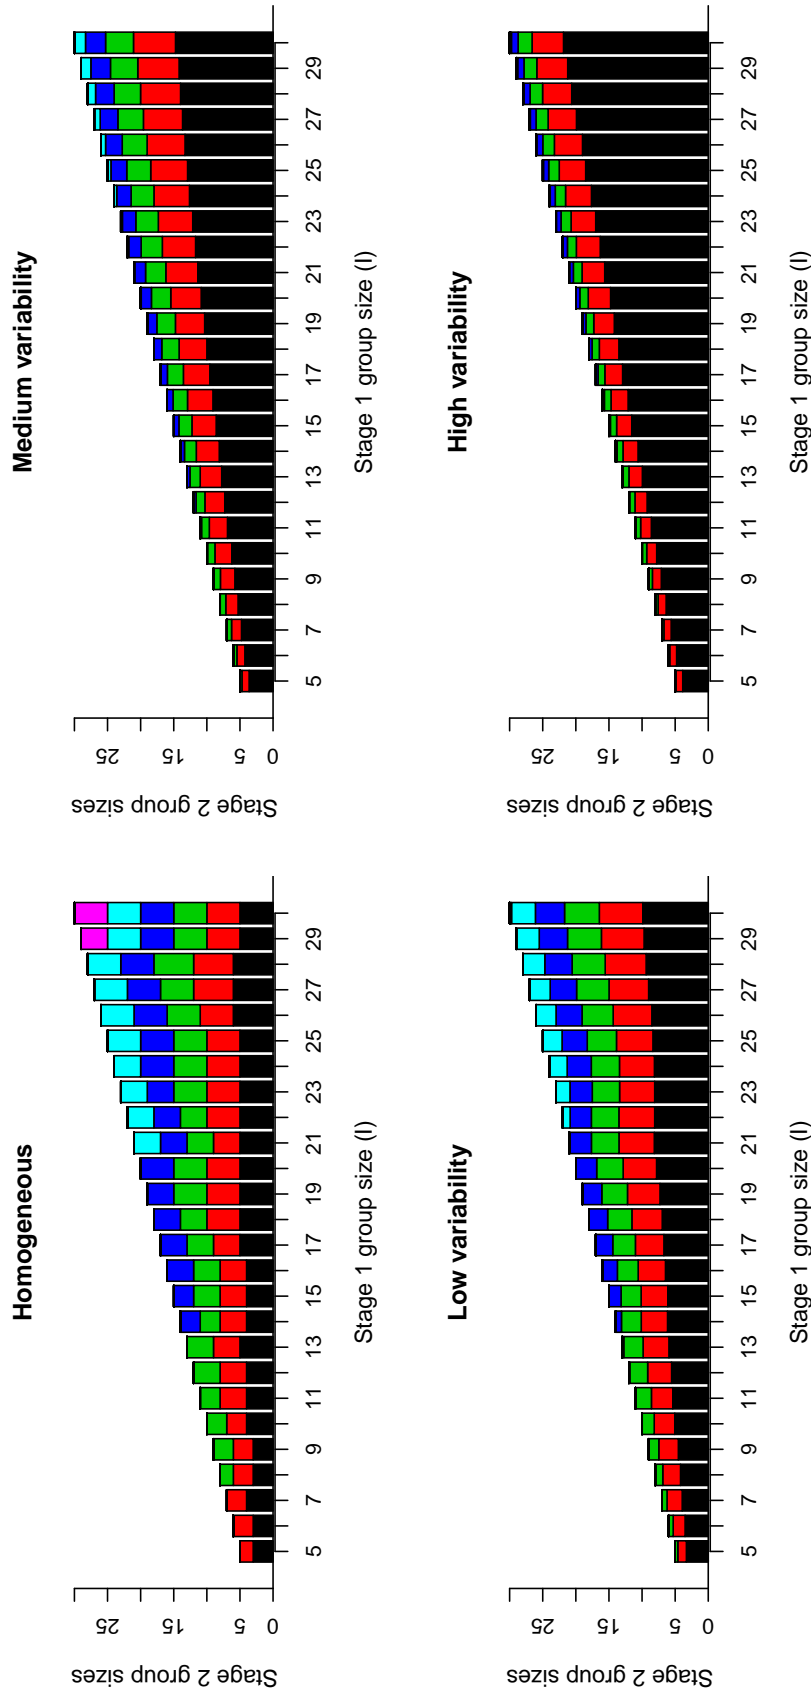 Homogeneous
Stage 2 group sizes
0 5 15 25
5 7 9 11 13 15 17 19 21 23 25 27 29
Stage 1 group size (I)
Medium variability
Stage 2 group sizes
0 5 15 25
5 7 9 11 13 15 17 19 21 23 25 27 29
Stage 1 group size (I)
Low variability
Stage 2 group sizes
0 5 15 25
5 7 9 11 13 15 17 19 21 23 25 27 29
Stage 1 group size (I)
High variability
Stage 2 group sizes
0 5 15 25
5 7 9 11 13 15 17 19 21 23 25 27 29
Stage 1 group size (I)